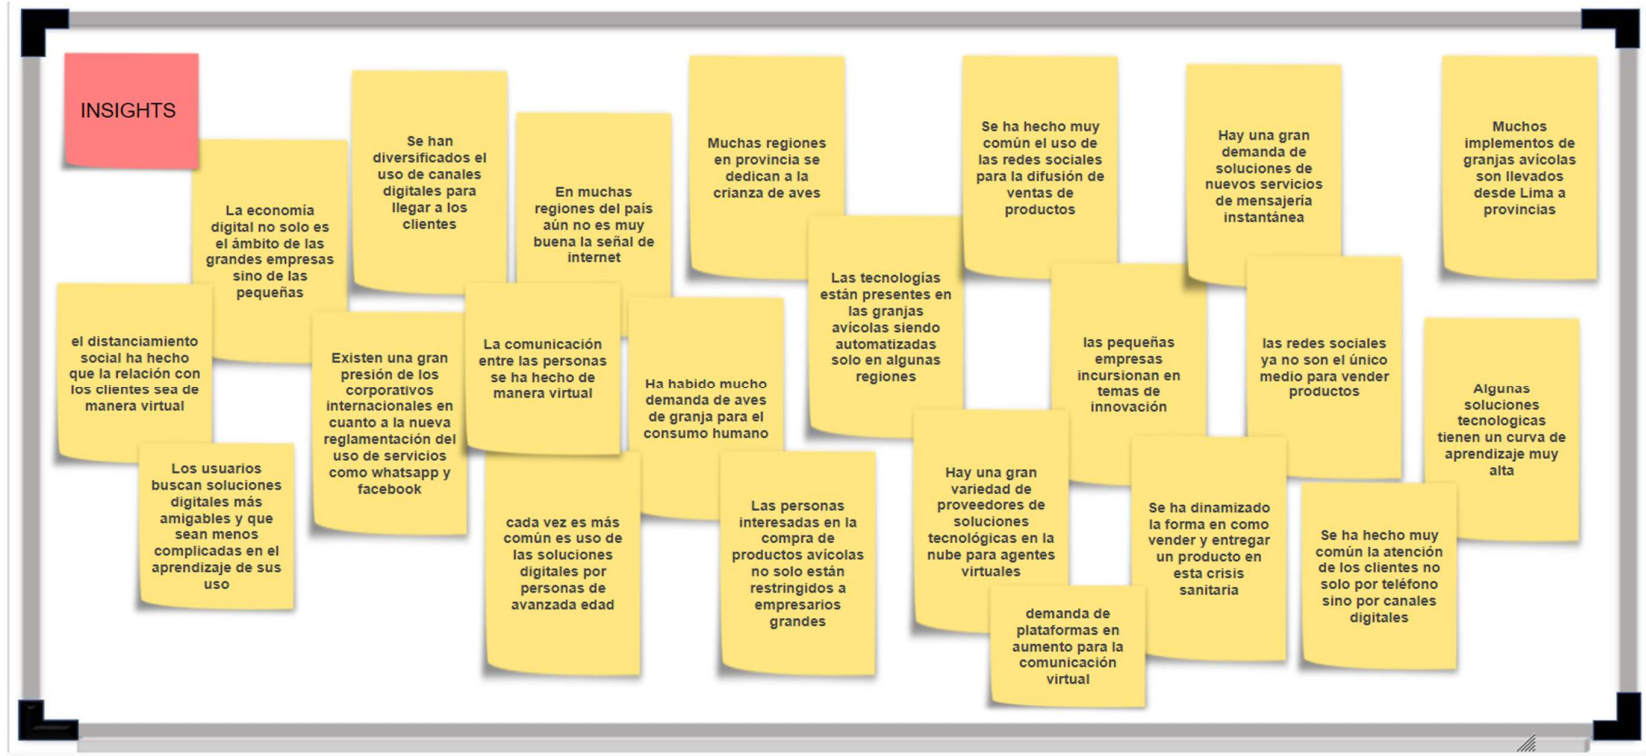 INSIGHTS
La economía
digital no solo es
el ámbito de las
grandes empresas
sino de las
pequeñas
Se han
diversificados el
uso de canales
digitales para
llegar a los
clientes
En muchas
regiones del país
aún no es muy
buena la señal de
internet
Muchas regiones
en provincia se
dedican a la
crianza de aves
Las tecnologías
están presentes en
las granjas
avícolas siendo
automatizadas
solo en algunas
regiones
Se ha hecho muy
común el uso de
las redes sociales
para la difusión de
ventas de
productos
Hay una gran
demanda de
soluciones de
nuevos servicios
de mensajería
instantánea
Muchos
implementos de
granjas avícolas
son llevados
desde Lima a
provincias
el distanciamiento
social ha hecho
que la relación con
los clientes sea de
manera virtual
Existen una gran
presión de los
corporativos
internacionales en
cuanto a la nueva
reglamentación del
uso de servicios
como whatsapp y
facebook
La comunicación
entre las personas
se ha hecho de
manera virtual
Ha habido mucho
demanda de aves
de granja para el
consumo humano
las pequeñas
empresas
incursionan en
temas de
innovación
las redes sociales
ya no son el único
medio para vender
productos
Algunas
soluciones
tecnologicas
tienen un curva de
aprendizaje muy
alta
Los usuarios
buscan soluciones
digitales más
amigables y que
sean menos
complicadas en el
aprendizaje de sus
uso
cada vez es más
común es uso de
las soluciones
digitales por
personas de
avanzada edad
Las personas
interesadas en la
compra de
productos avícolas
no solo están
restringidos a
empresarios
grandes
Hay una gran
variedad de
proveedores de
soluciones
tecnológicas en la
nube para agentes
virtuales
demanda de
plataformas en
aumento para la
comunicación
virtual
Se ha dinamizado
la forma en como
vender y entregar
un producto en
esta crisis
sanitaria
Se ha hecho muy
común la atención
de los clientes no
solo por teléfono
sino por canales
digitales